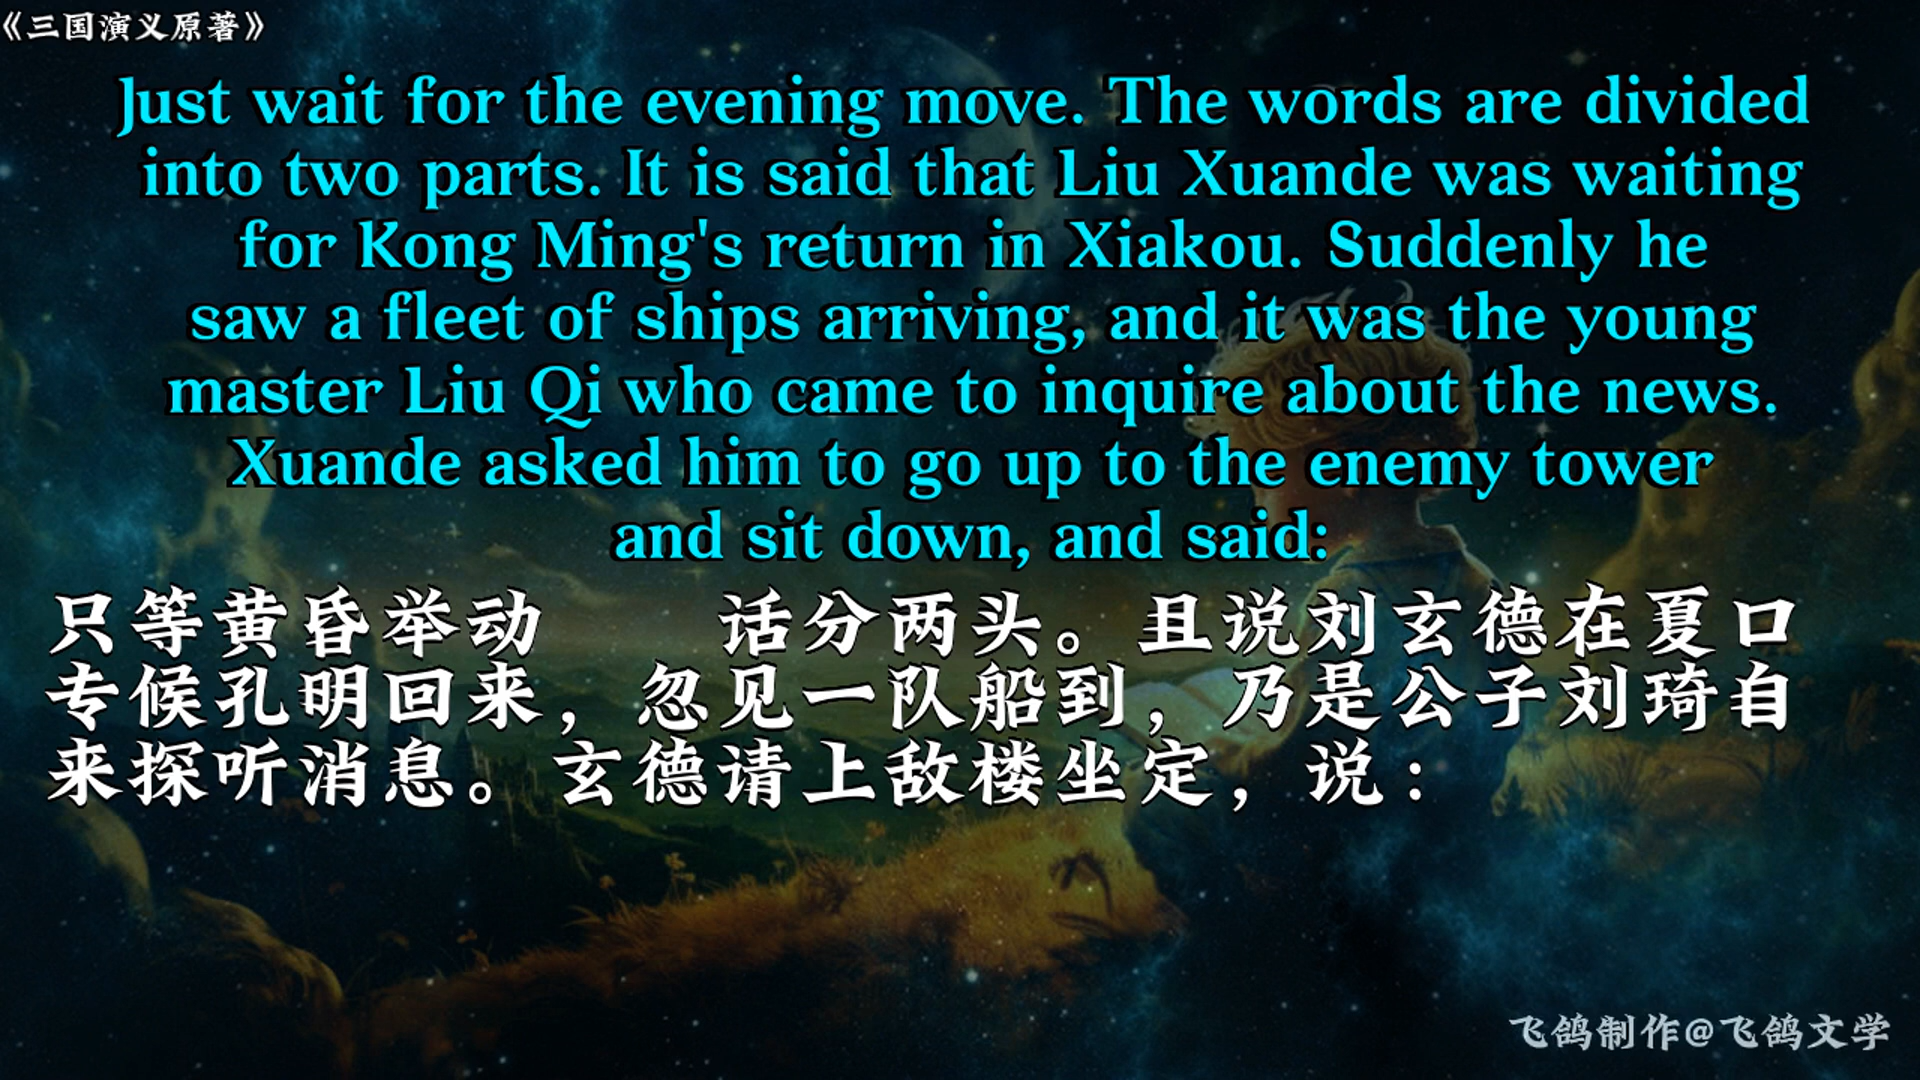 《三国演义原著》
Just wait for the evening move. The words are divided
into two parts. It is said that Liu Xuande was waiting
for Kong Ming's return in Xiakou. Suddenly he
saw a fleet of ships arriving, and it was the young
master Liu Qi who came to inquire about the news.
Xuande asked him to go up to the enemy tower
and sit down, and said:
只等黄昏举动　　话分两头。且说刘玄德在夏口
专候孔明回来，忽见一队船到，乃是公子刘琦自
来探听消息。玄德请上敌楼坐定，说：
飞鸽制作@飞鸽文学